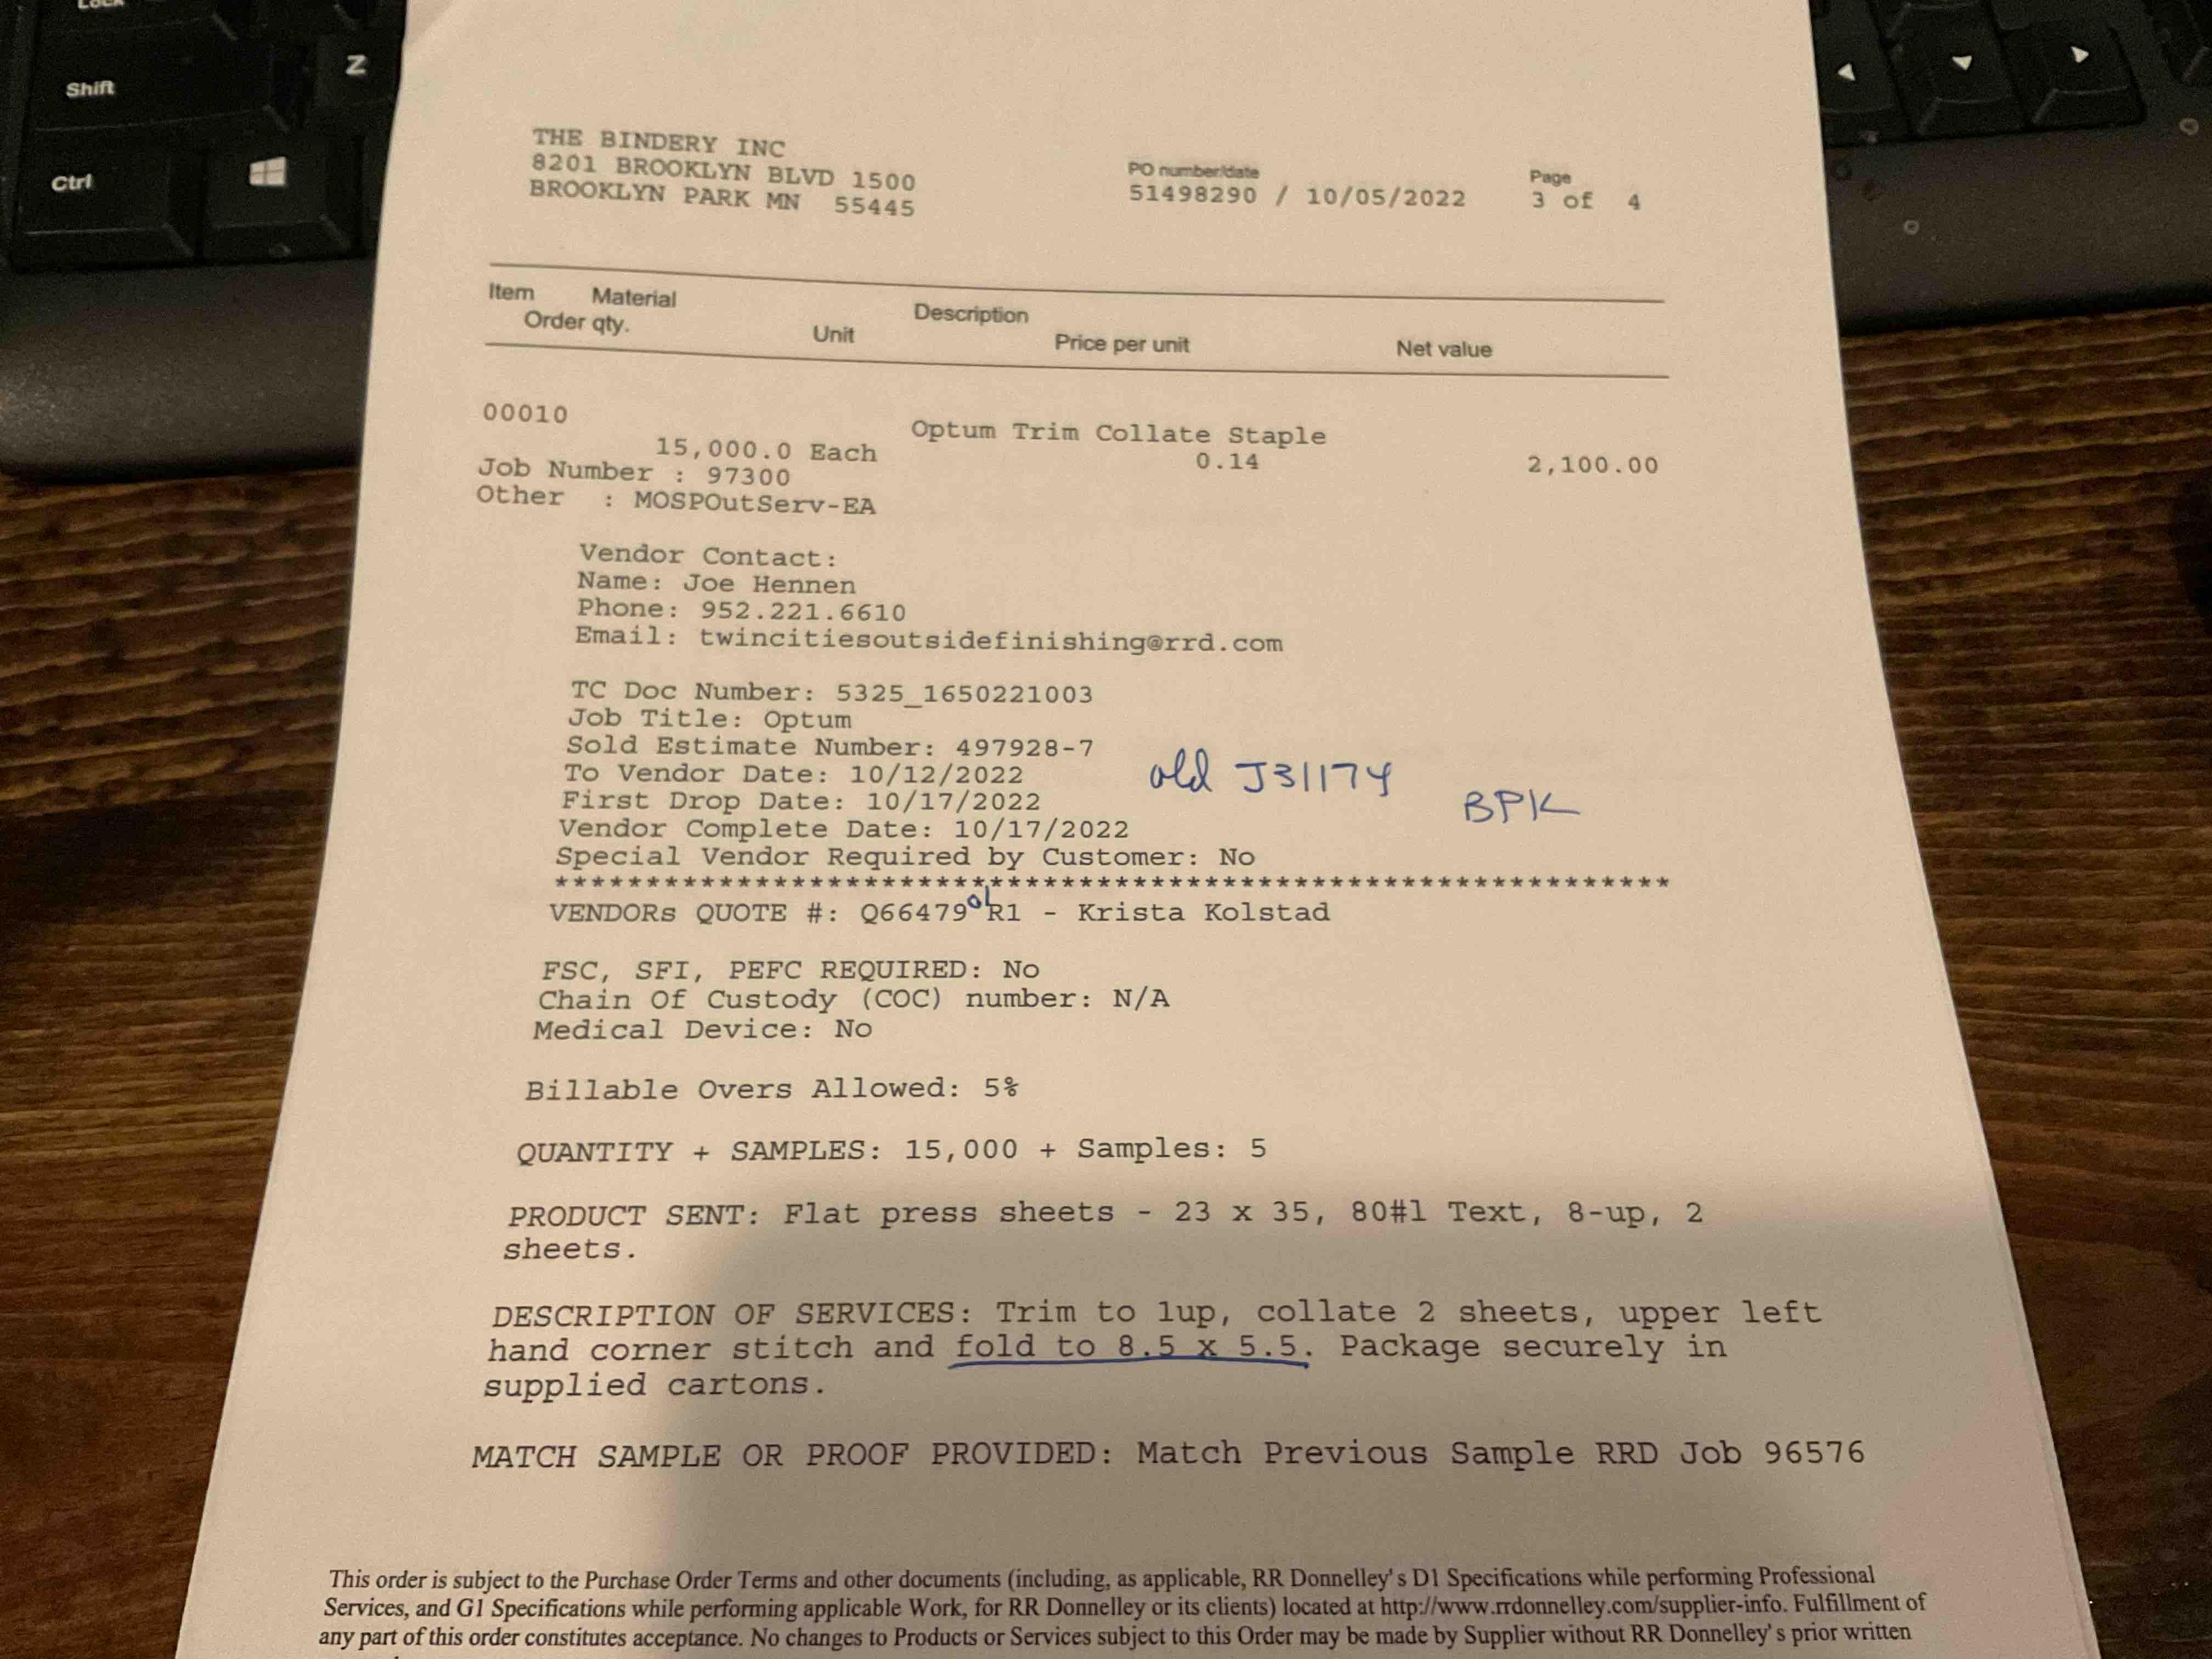 Lock
Shift
Z
Ctrl
THE BINDERY INC
8201 BROOKLYN BLVD 1500
BROOKLYN PARK MN 55445
PO number/date
51498290 / 10/05/2022
Page
3 of 4
Item Material Description
Order qty. Unit Price per unit Net value
00010 Optum Trim Collate Staple
15,000.0 Each 0.14 2,100.00
Job Number : 97300
Other : MOSPOutServ-EA
Vendor Contact:
Name: Joe Hennen
Phone: 952.221.6610
Email: twincitiesoutsidefinishing@rrd.com
TC Doc Number: 5325_1650221003
Job Title: Optum
Sold Estimate Number: 497928-7
To Vendor Date: 10/12/2022 old J31174
First Drop Date: 10/17/2022 BPK
Vendor Complete Date: 10/17/2022
Special Vendor Required by Customer: No
*************************************************************
VENDORs QUOTE #: Q66479 R1 - Krista Kolstad
FSC, SFI, PEFC REQUIRED: No
Chain Of Custody (COC) number: N/A
Medical Device: No
Billable Overs Allowed: 5%
QUANTITY + SAMPLES: 15,000 + Samples: 5
PRODUCT SENT: Flat press sheets - 23 x 35, 80#l Text, 8-up, 2
sheets.
DESCRIPTION OF SERVICES: Trim to 1up, collate 2 sheets, upper left
hand corner stitch and fold to 8.5 x 5.5. Package securely in
supplied cartons.
MATCH SAMPLE OR PROOF PROVIDED: Match Previous Sample RRD Job 96576
This order is subject to the Purchase Order Terms and other documents (including, as applicable, RR Donnelley's D1 Specifications while performing Professional
Services, and G1 Specifications while performing applicable Work, for RR Donnelley or its clients) located at http://www.rrdonnelley.com/supplier-info. Fulfillment of
any part of this order constitutes acceptance. No changes to Products or Services subject to this Order may be made by Supplier without RR Donnelley's prior written